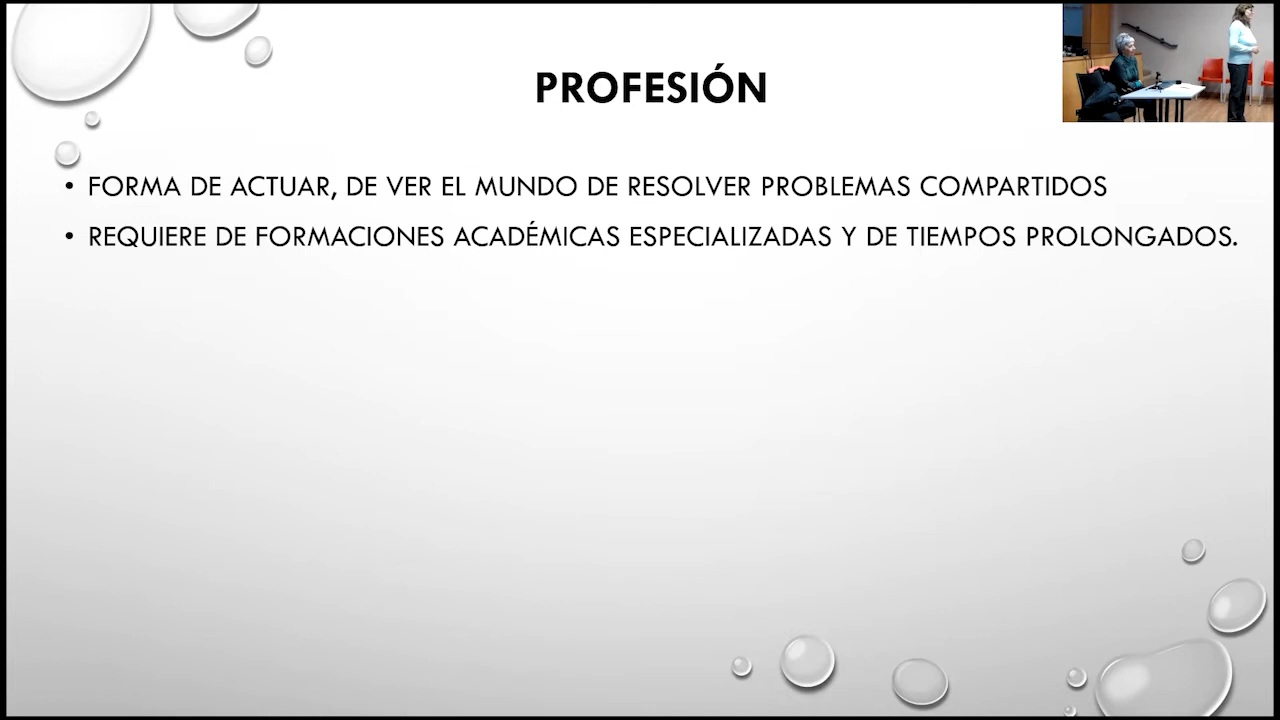 PROFESIÓN
• FORMA DE ACTUAR, DE VER EL MUNDO DE RESOLVER PROBLEMAS COMPARTIDOS
• REQUIERE DE FORMACIONES ACADÉMICAS ESPECIALIZADAS Y DE TIEMPOS PROLONGADOS.